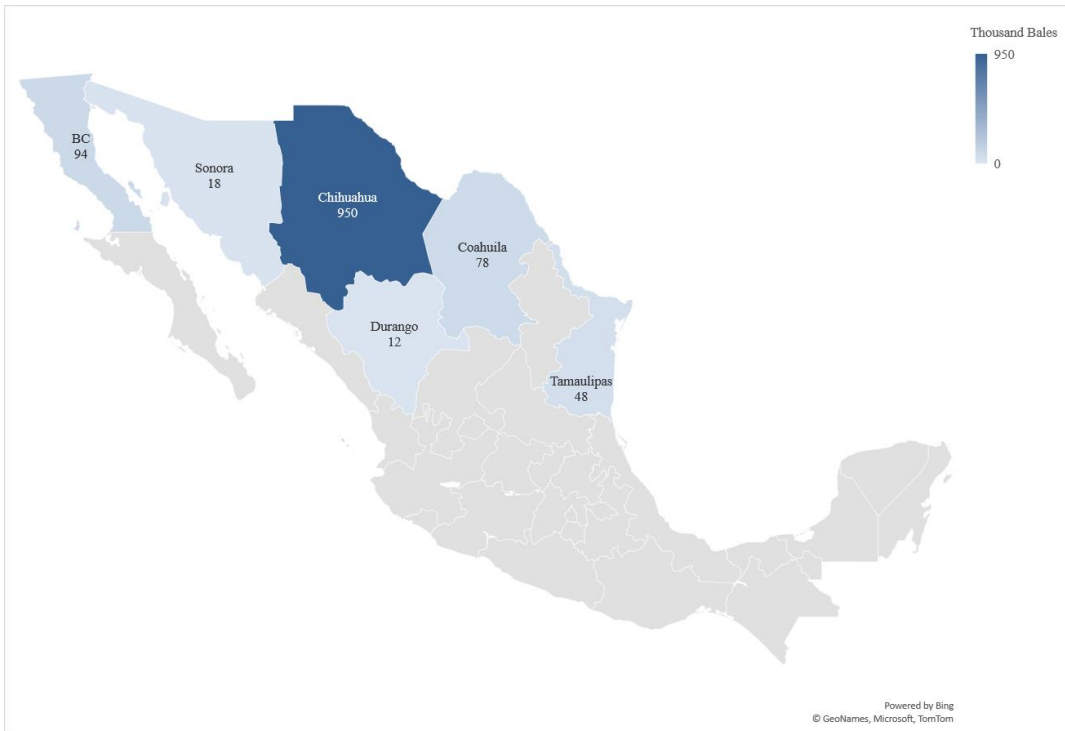 Thousand Bales
950
0
BC
94
Sonora
18
Chihuahua
950
Coahuila
78
Durango
12
Tamaulipas
48
Powered by Bing
© GeoNames, Microsoft, TomTom